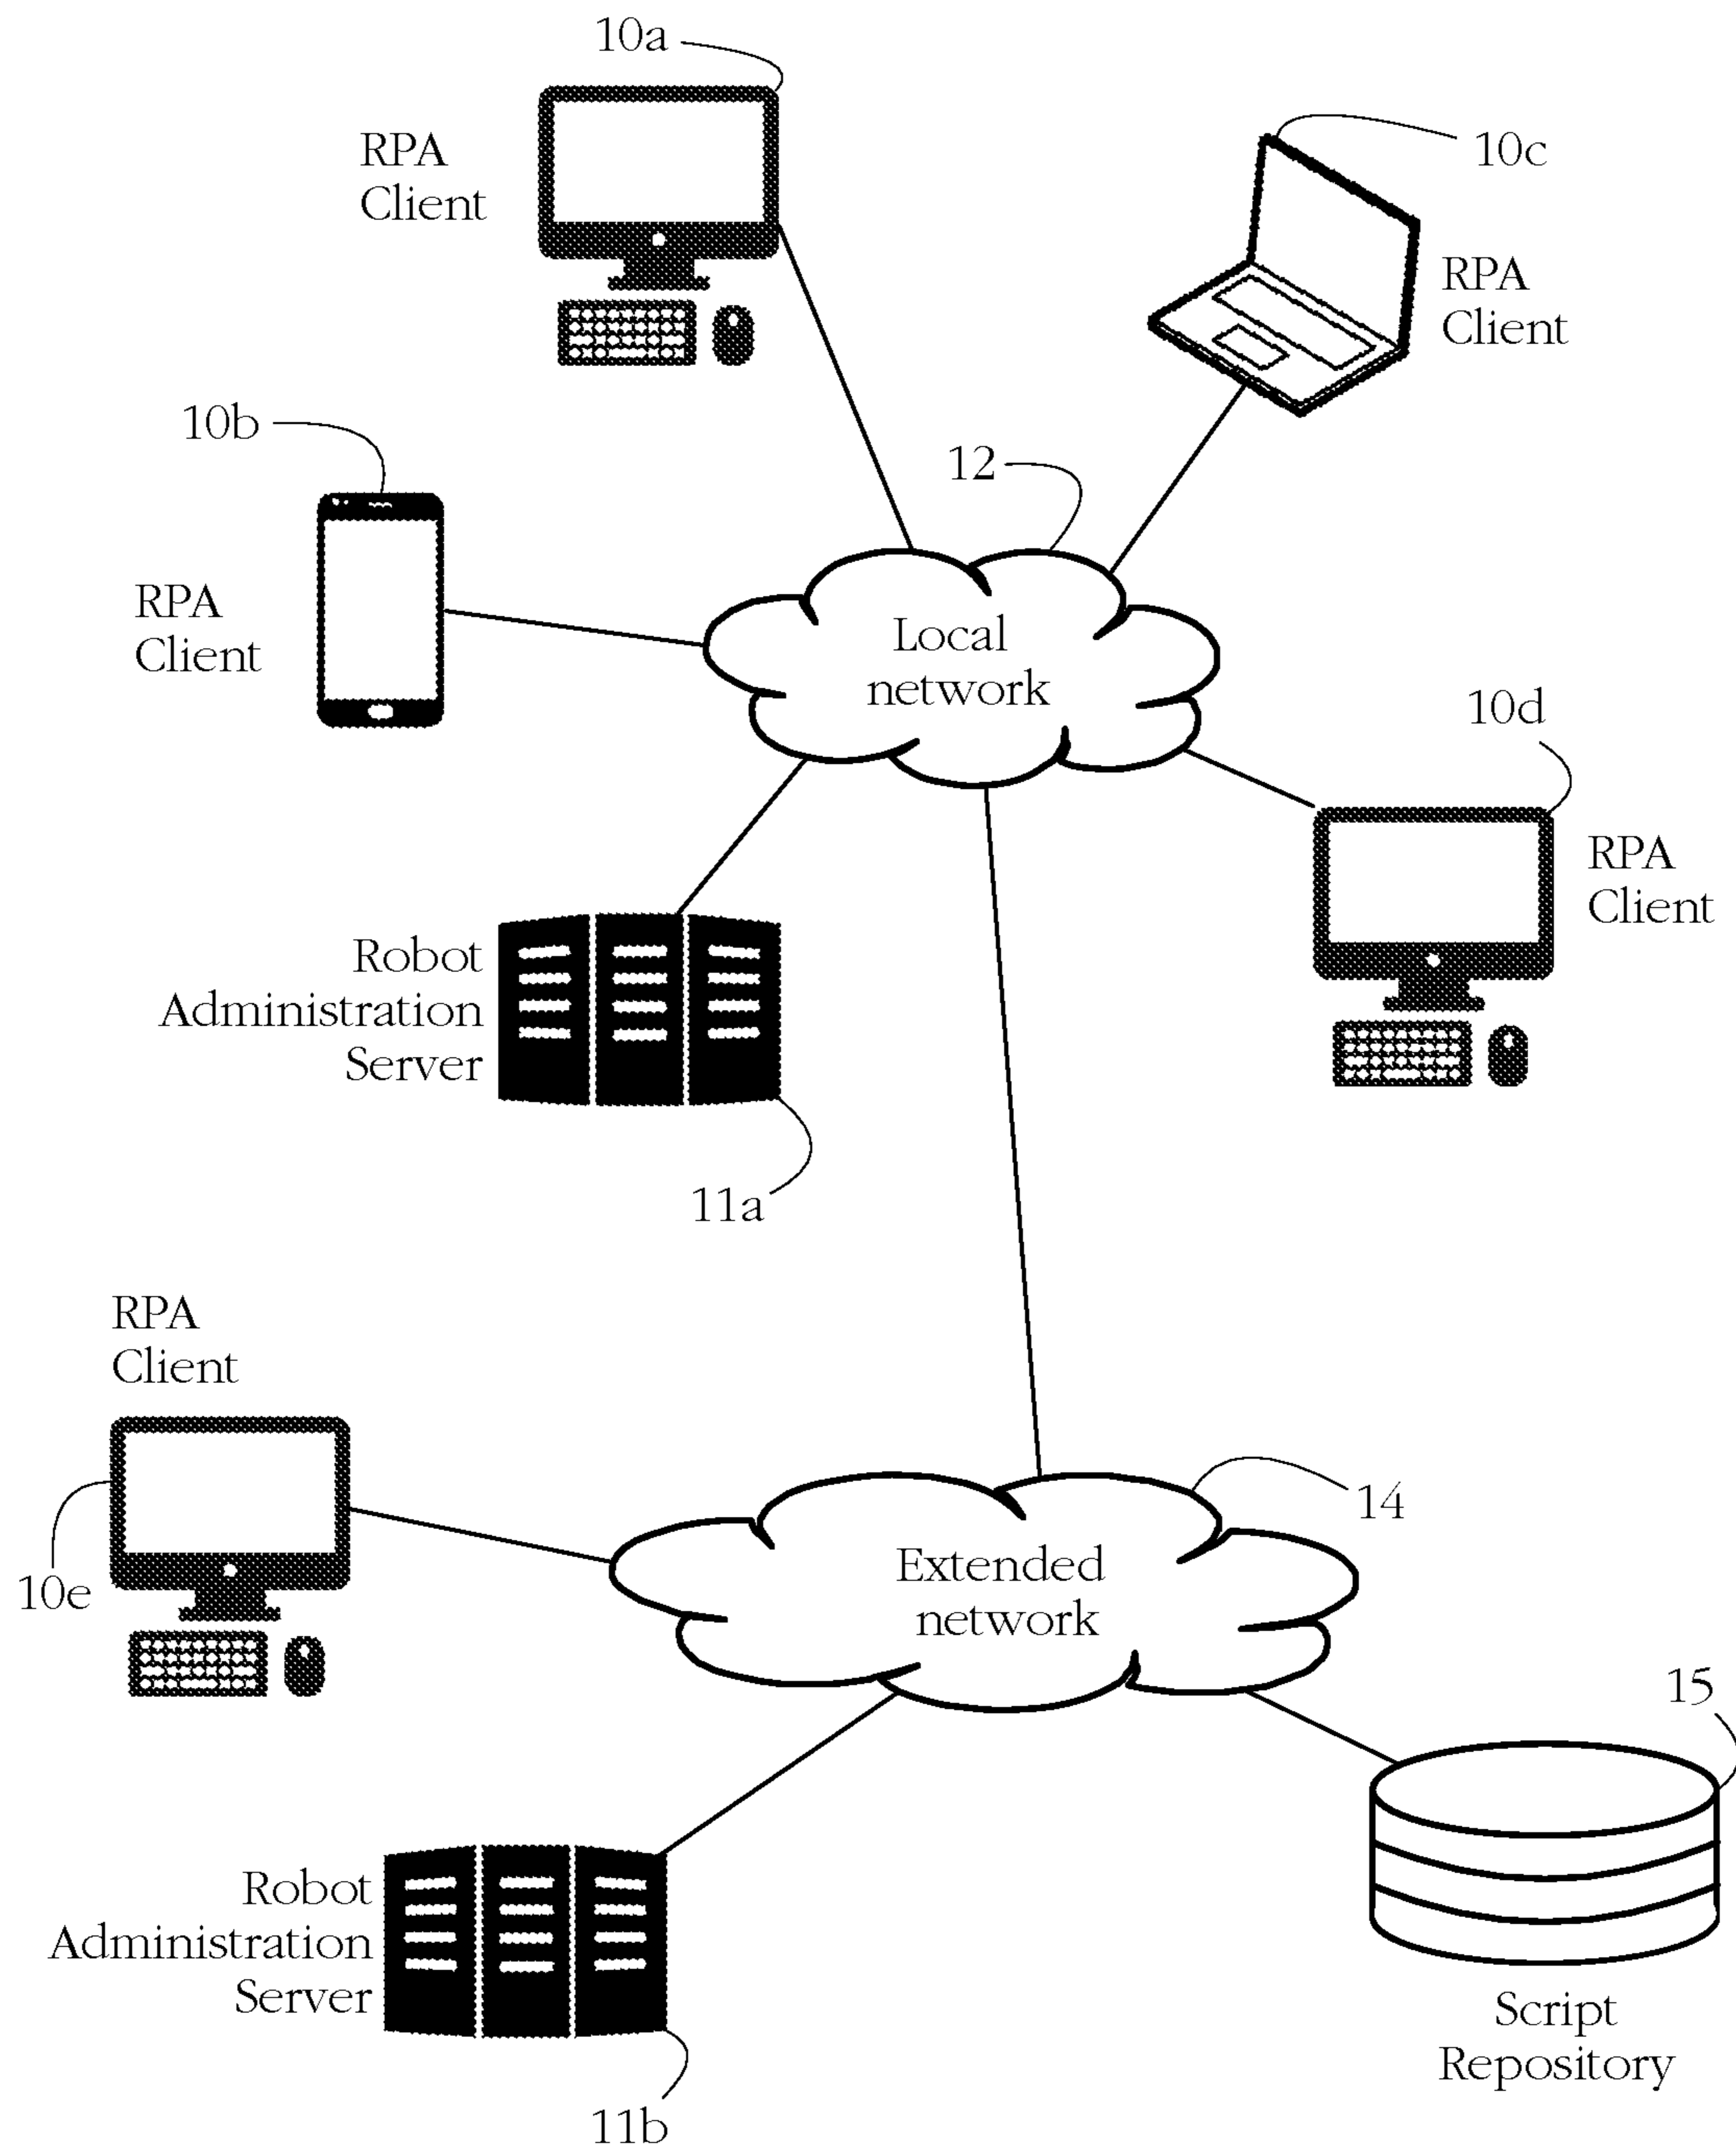 10a
RPA
Client
10c
RPA
Client
10b
RPA
Client
12
Local
network
10d
RPA
Client
Robot
Administration
Server
11a
RPA
Client
10e
14
Extended
network
15
Robot
Administration
Server
11b
Script
Repository